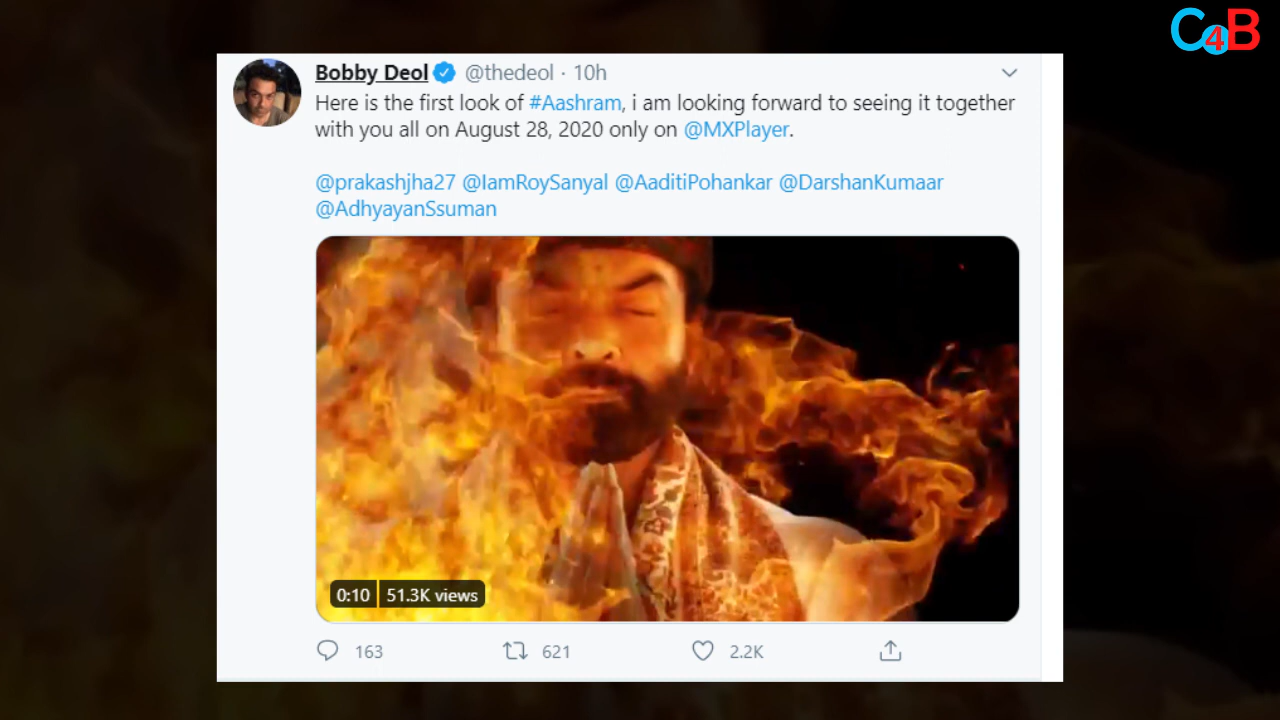 C4B
Bobby Deol @thedeol · 10h
Here is the first look of #Aashram, i am looking forward to seeing it together
with you all on August 28, 2020 only on @MXPlayer.
@prakashjha27 @IamRoySanyal @AaditiPohankar @DarshanKumaar
@AdhyayanSsuman
0:10 51.3K views
163 621 2.2K